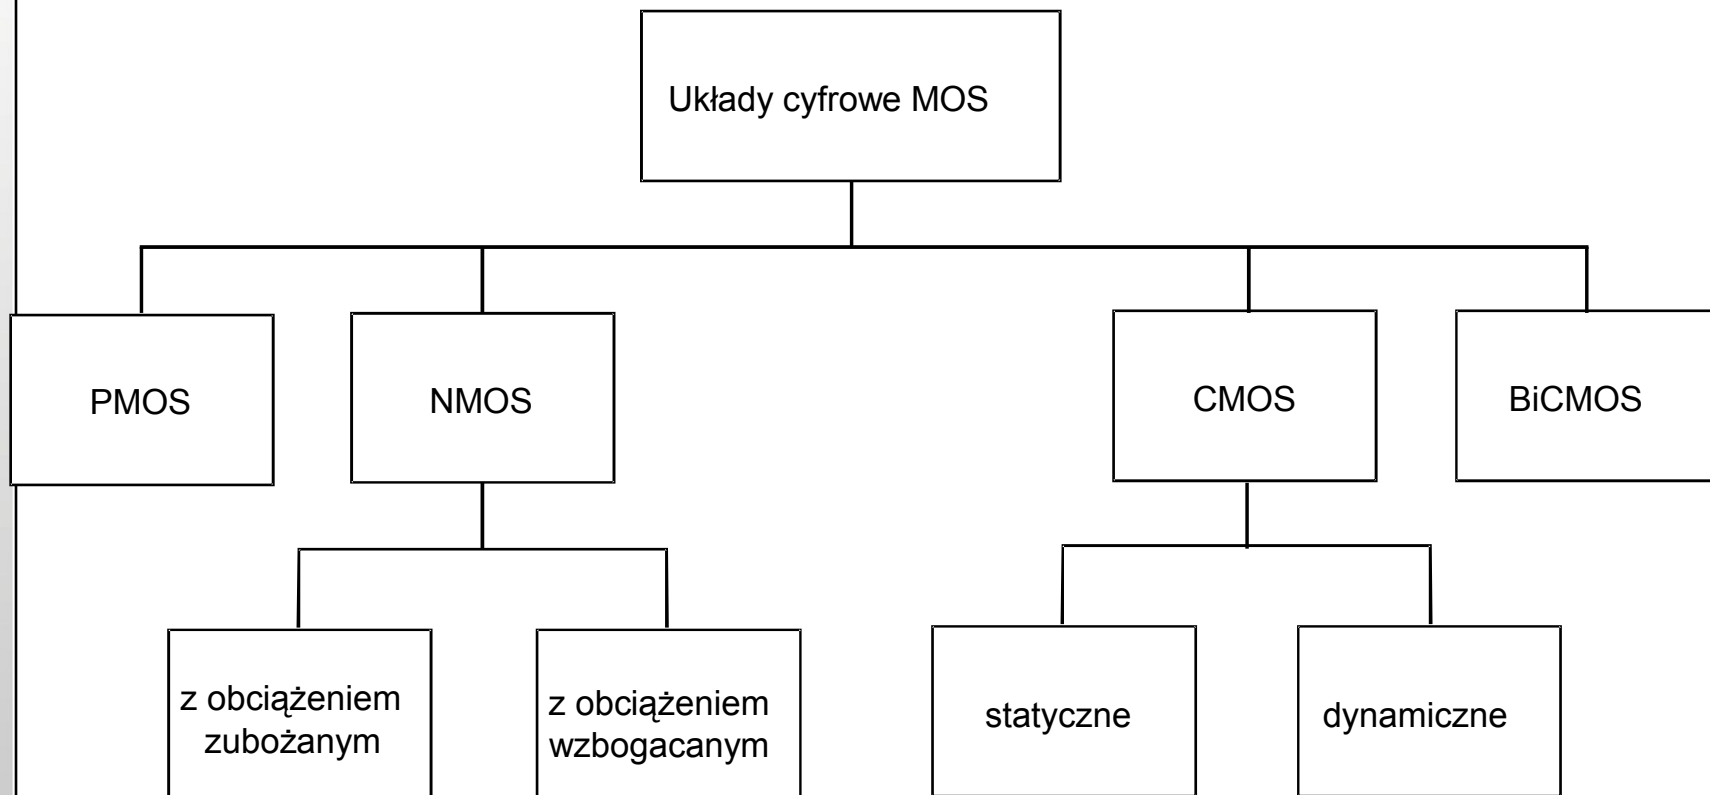 Układy cyfrowe MOS
PMOS
NMOS
CMOS
BiCMOS
z obciążeniem
zubożanym
z obciążeniem
wzbogacanym
statyczne
dynamiczne